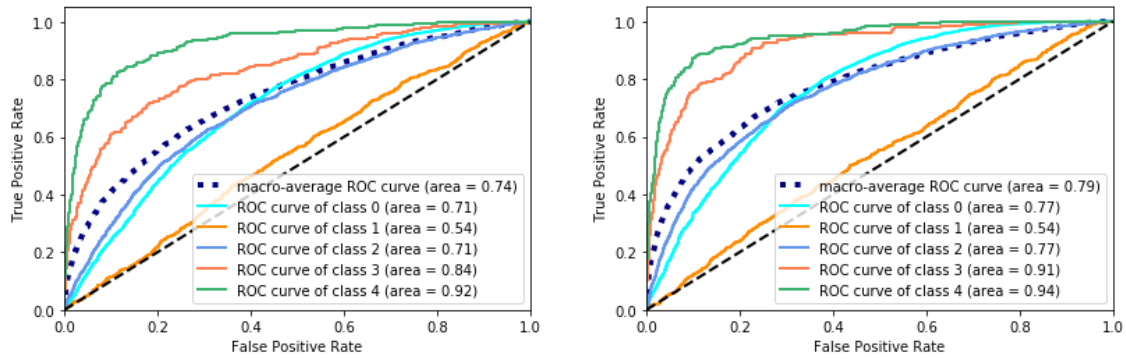 1.0
0.8
0.6
0.4
0.2
0.0
True Positive Rate
macro-average ROC curve (area = 0.74)
ROC curve of class 0 (area = 0.71)
ROC curve of class 1 (area = 0.54)
ROC curve of class 2 (area = 0.71)
ROC curve of class 3 (area = 0.84)
ROC curve of class 4 (area = 0.92)
0.0 0.2 0.4 0.6 0.8 1.0
False Positive Rate
1.0
0.8
0.6
0.4
0.2
0.0
True Positive Rate
macro-average ROC curve (area = 0.79)
ROC curve of class 0 (area = 0.77)
ROC curve of class 1 (area = 0.54)
ROC curve of class 2 (area = 0.77)
ROC curve of class 3 (area = 0.91)
ROC curve of class 4 (area = 0.94)
0.0 0.2 0.4 0.6 0.8 1.0
False Positive Rate